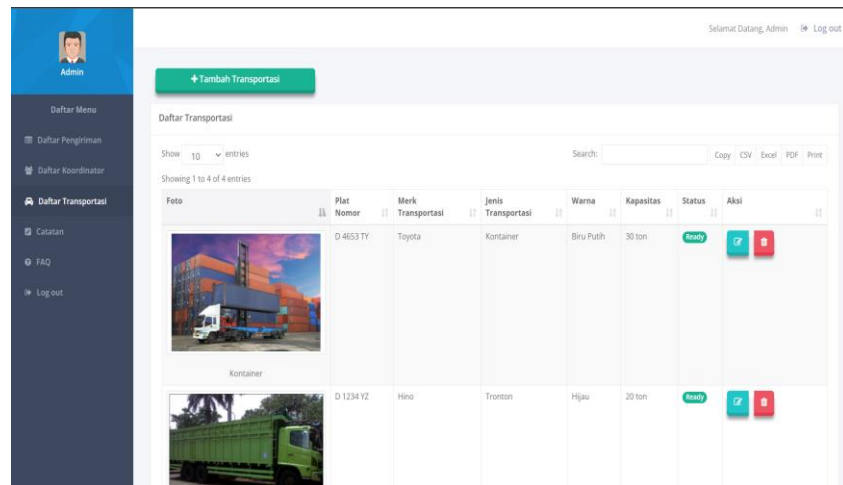 Selamat Datang, Admin Log out
Admin
Tambah Transportasi
Daftar Menu
Daftar Transportasi
Daftar Pengiriman
Show 10 entries Search: Copy CSV Excel PDF Print
Daftar Koordinator
Showing 1 to 4 of 4 entries
Daftar Transportasi
Foto Plat Nomor Merk Transportasi Jenis Transportasi Warna Kapasitas Status Aksi
Catatan
D 4653 TY Toyota Kontainer Biru Putih 30 ton Ready
FAQ
Log out
Kontainer
D 1234 YZ Hino Tronton Hijau 20 ton Ready